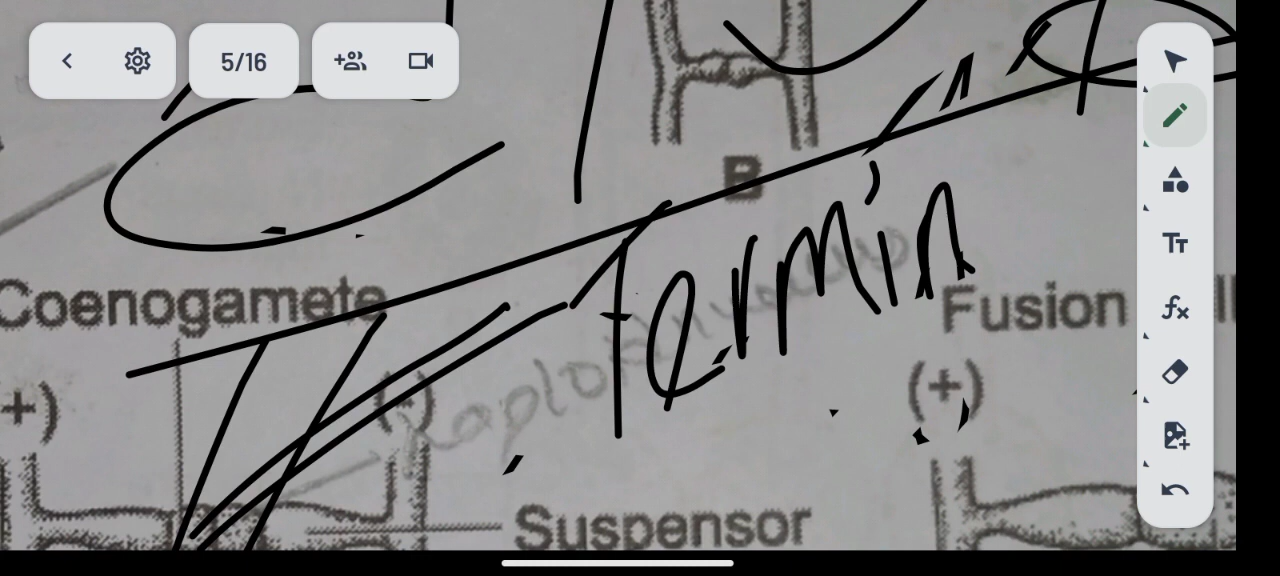 5/16
B
Coenogamete
Termin
Fusion
+)
(-)
(+)
Suspensor